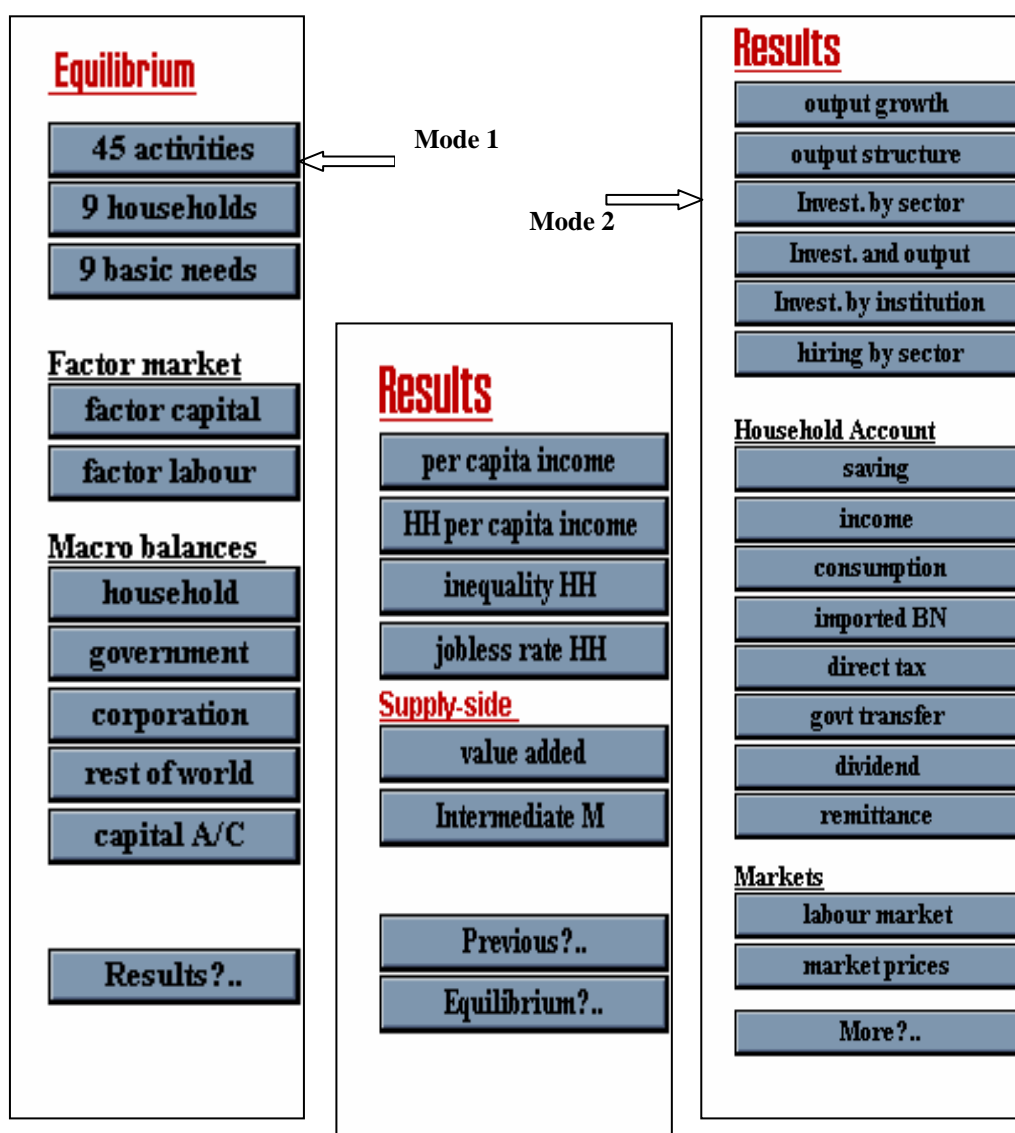 Equilibrium
45 activities
9 households
9 basic needs
Factor market
factor capital
factor labour
Macro balances
household
government
corporation
rest of world
capital A/C
Results?..
Mode 1
Mode 2
Results
per capita income
HH per capita income
inequality HH
jobless rate HH
Supply-side
value added
Intermediate M
Previous?..
Equilibrium?..
Results
output growth
output structure
Invest. by sector
Invest. and output
Invest. by institution
hiring by sector
Household Account
saving
income
consumption
imported BN
direct tax
govt transfer
dividend
remittance
Markets
labour market
market prices
More?..